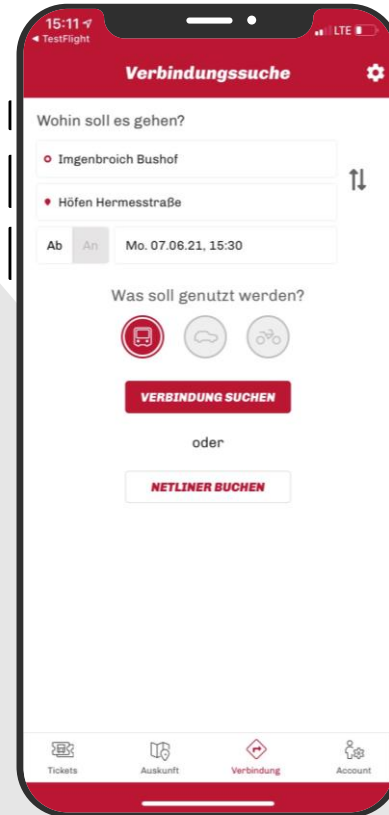 15:11
◀ TestFlight
LTE
Verbindungssuche
Wohin soll es gehen?
Imgenbroich Bushof
Höfen Hermesstraße
Ab An Mo. 07.06.21, 15:30
Was soll genutzt werden?
VERBINDUNG SUCHEN
oder
NETLINER BUCHEN
Tickets Auskunft Verbindung Account